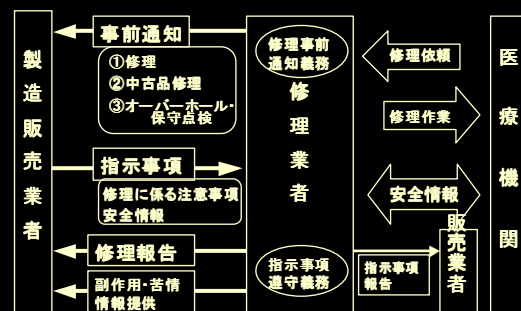 製造販売業者
事前通知
①修理
②中古品修理
③オーバーホール・
保守点検
指示事項
修理に係る注意事項
安全情報
修理報告
副作用・苦情
情報提供
修理事前
通知義務
修理業者
指示事項
遵守義務
修理依頼
修理作業
安全情報
指示事項
報告
販売業者
医療機関